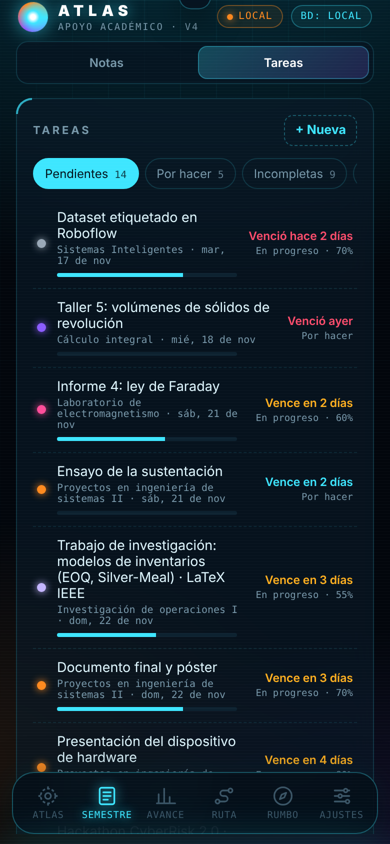 ATLAS
APOYO ACADÉMICO · V4
LOCAL
BD: LOCAL
Notas
Tareas
TAREAS
+ Nueva
Pendientes 14
Por hacer 5
Incompletas 9
Dataset etiquetado en
Roboflow
Sistemas Inteligentes · mar,
17 de nov
Venció hace 2 días
En progreso · 70%
Taller 5: volúmenes de sólidos de
revolución
Cálculo integral · mié, 18 de nov
Venció ayer
Por hacer
Informe 4: ley de Faraday
Laboratorio de
electromagnetismo · sáb, 21 de
nov
Vence en 2 días
En progreso · 60%
Ensayo de la sustentación
Proyectos en ingeniería de
sistemas II · sáb, 21 de nov
Vence en 2 días
Por hacer
Trabajo de investigación:
modelos de inventarios
(EOQ, Silver-Meal) · LaTeX
IEEE
Investigación de operaciones I
· dom, 22 de nov
Vence en 3 días
En progreso · 55%
Documento final y póster
Proyectos en ingeniería de
sistemas II · dom, 22 de nov
Vence en 3 días
En progreso · 70%
Presentación del dispositivo
de hardware
Vence en 4 días
ATLAS
SEMESTRE
AVANCE
RUTA
RUMBO
AJUSTES